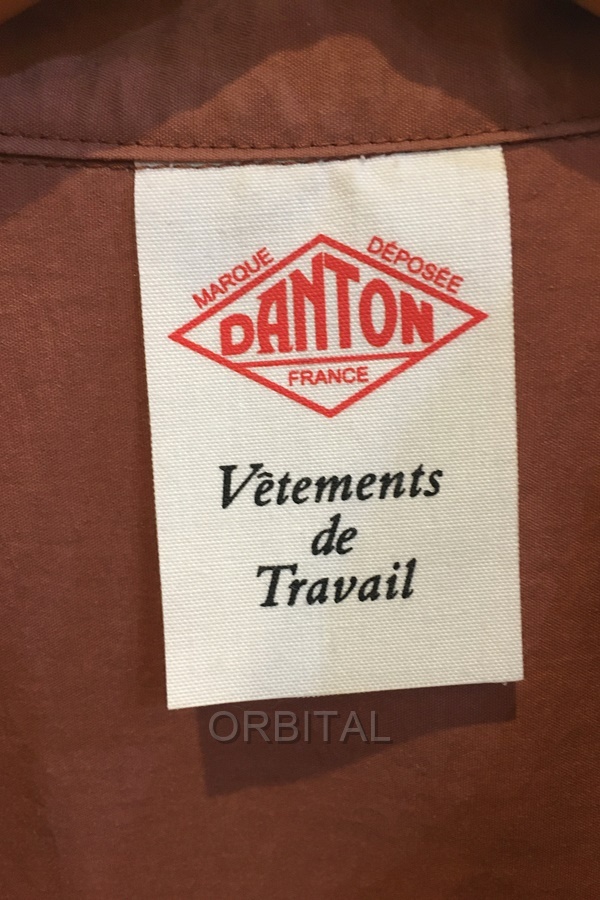 MARQUE DÉPOSÉE
DANTON
FRANCE
Vêtements
de
Travail
ORBITAL